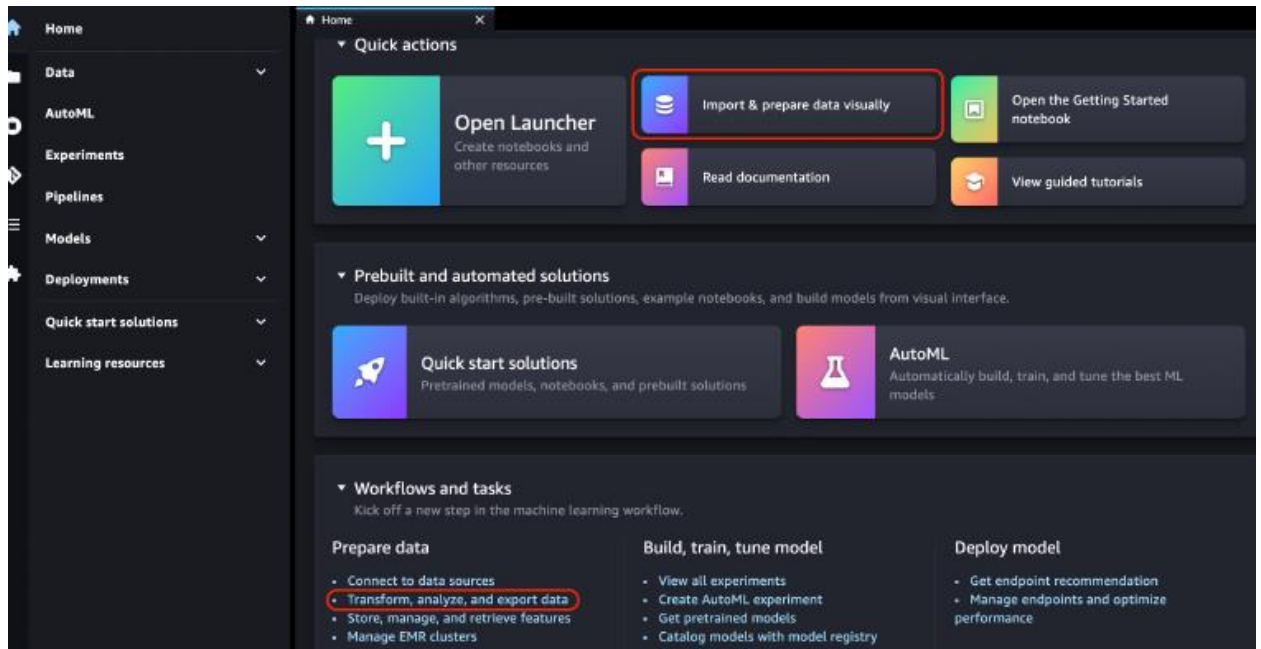 Home
Data
AutoML
Experiments
Pipelines
Models
Deployments
Quick start solutions
Learning resources
Home
Quick actions
Open Launcher
Create notebooks and
other resources
Import & prepare data visually
Read documentation
Open the Getting Started
notebook
View guided tutorials
Prebuilt and automated solutions
Deploy built-in algorithms, pre-built solutions, example notebooks, and build models from visual interface.
Quick start solutions
Pretrained models, notebooks, and prebuilt solutions
AutoML
Automatically build, train, and tune the best ML
models
Workflows and tasks
Kick off a new step in the machine learning workflow.
Prepare data
• Connect to data sources
• Transform, analyze, and export data
• Store, manage, and retrieve features
• Manage EMR clusters
Build, train, tune model
• View all experiments
• Create AutoML experiment
• Get pretrained models
• Catalog models with model registry
Deploy model
• Get endpoint recommendation
• Manage endpoints and optimize
performance